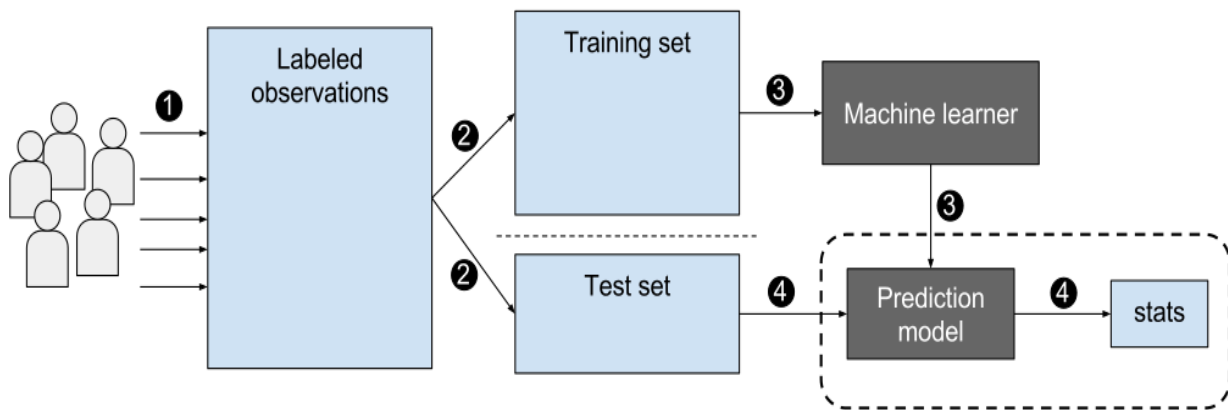 Labeled
observations
Training set
Test set
Machine learner
Prediction
model
stats
1
2
2
3
3
4
4